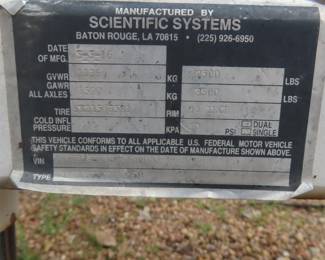 MANUFACTURED BY
SCIENTIFIC SYSTEMS
BATON ROUGE, LA 70815 • (225) 926-6950
DATE
OF MFG.
GVWR KG LBS
GAWR
ALL AXLES KG LBS
TIRE RIM
COLD INFL
PRESSURE KPA PSI DUAL
SINGLE
THIS VEHICLE CONFORMS TO ALL APPLICABLE U.S. FEDERAL MOTOR VEHICLE
SAFETY STANDARDS IN EFFECT ON THE DATE OF MANUFACTURE SHOWN ABOVE.
VIN
TYPE